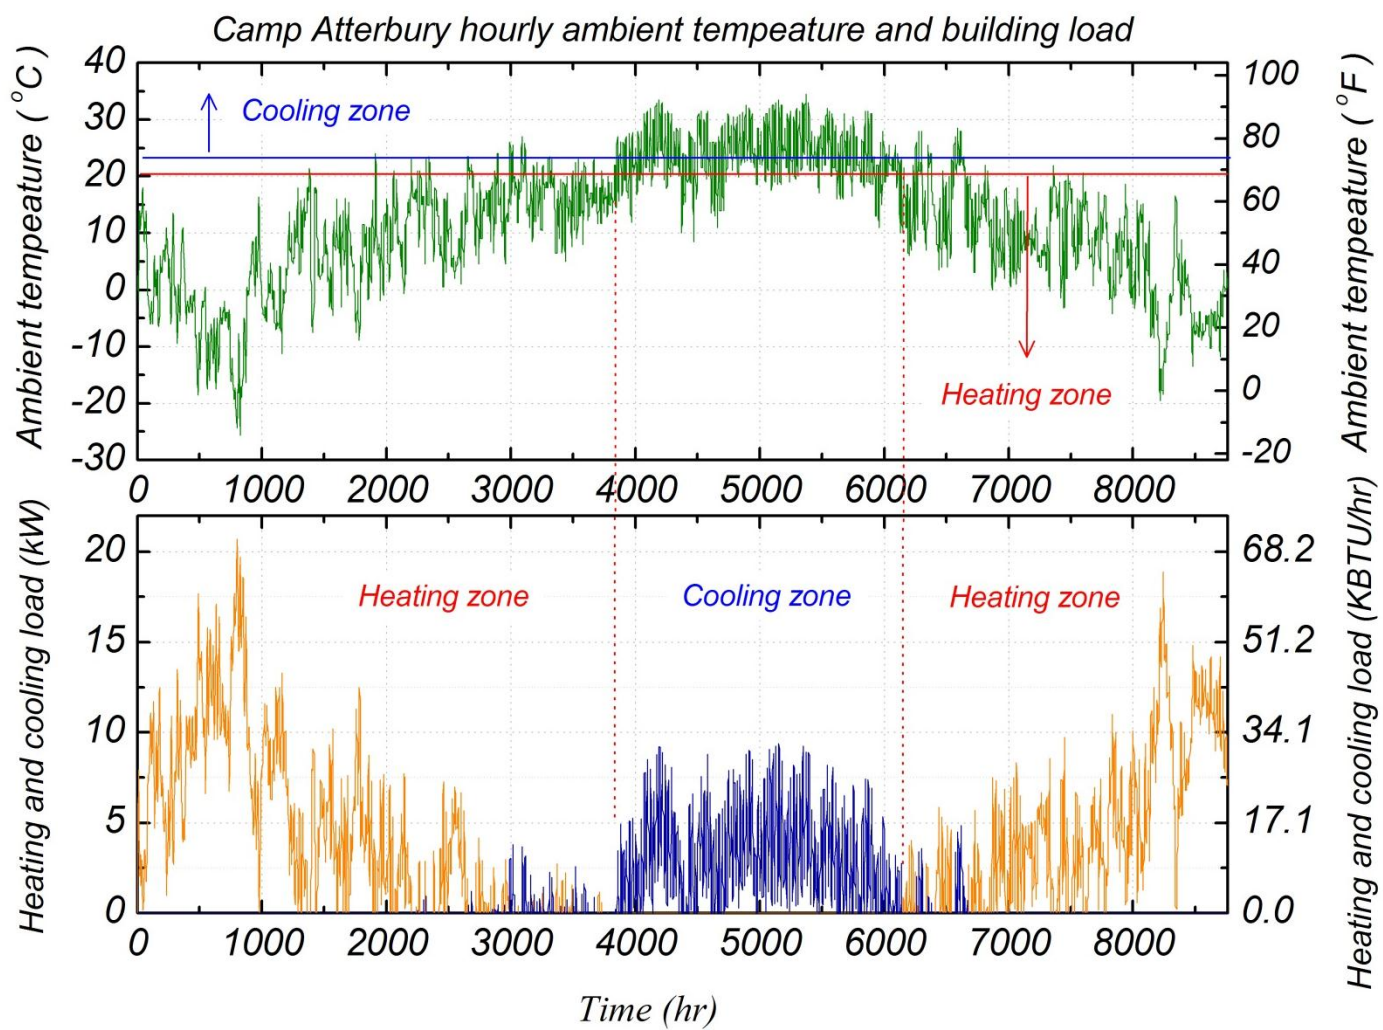 Camp Atterbury hourly ambient tempeature and building load
Ambient tempeature ( °C )
40
30
20
10
0
-10
-20
-30
Cooling zone
Heating zone
100
80
60
40
20
0
-20
Ambient tempeature ( °F )
0 1000 2000 3000 4000 5000 6000 7000 8000
Heating and cooling load (kW)
20
15
10
5
0
Heating zone Cooling zone Heating zone
68.2
51.2
34.1
17.1
0.0
Heating and cooling load (KBTU/hr)
0 1000 2000 3000 4000 5000 6000 7000 8000
Time (hr)